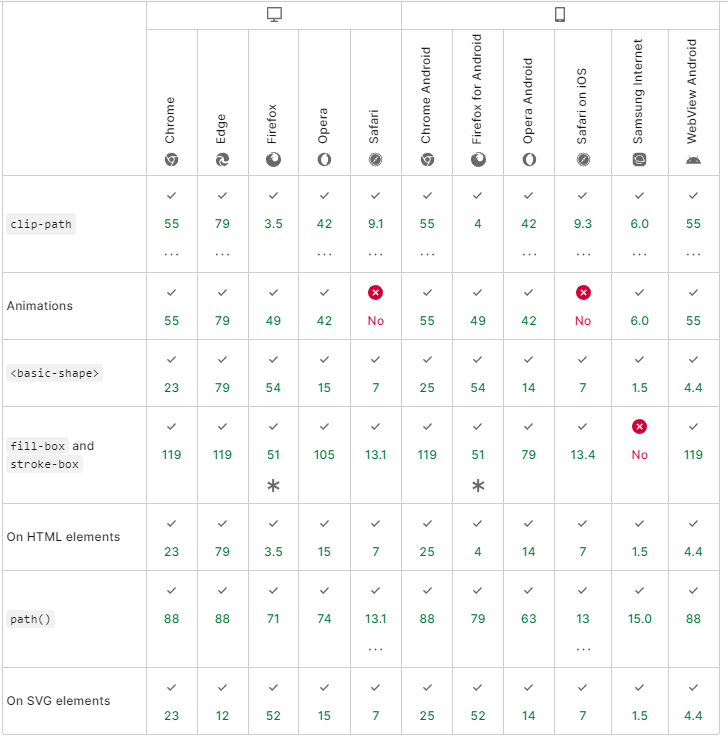 Chrome Edge Firefox Opera Safari Chrome Android Firefox for Android Opera Android Safari on iOS Samsung Internet WebView Android
clip-path 55 79 3.5 42 9.1 55 4 42 9.3 6.0 55
... ... ... ... ... ... ... ... ...
Animations 55 79 49 42 No 55 49 42 No 6.0 55
<basic-shape> 23 79 54 15 7 25 54 14 7 1.5 4.4
fill-box and
stroke-box 119 119 51 105 13.1 119 51 79 13.4 No 119
* *
On HTML elements 23 79 3.5 15 7 25 4 14 7 1.5 4.4
path() 88 88 71 74 13.1 88 79 63 13 15.0 88
... ...
On SVG elements 23 12 52 15 7 25 52 14 7 1.5 4.4